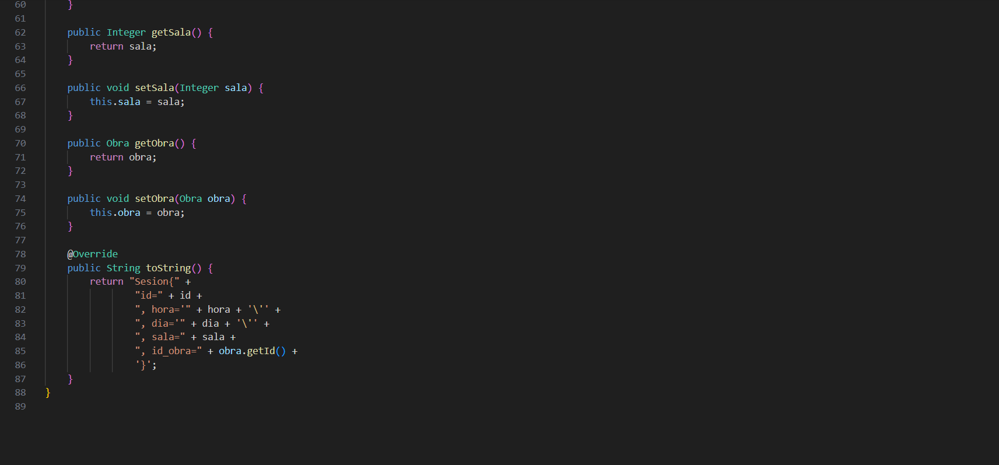 60 }
61
62 public Integer getSala() {
63 return sala;
64 }
65
66 public void setSala(Integer sala) {
67 this.sala = sala;
68 }
69
70 public Obra getObra() {
71 return obra;
72 }
73
74 public void setObra(Obra obra) {
75 this.obra = obra;
76 }
77
78 @Override
79 public String toString() {
80 return "Sesion{" +
81 "id=" + id +
82 ", hora='" + hora + '\'' +
83 ", dia='" + dia + '\'' +
84 ", sala=" + sala +
85 ", id_obra=" + obra.getId() +
86 '}';
87 }
88 }
89